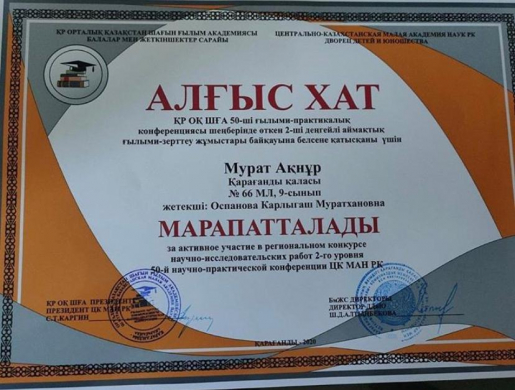 ҚР ОРТАЛЫҚ ҚАЗАҚСТАН ШАҒЫН ҒЫЛЫМ АКАДЕМИЯСЫ
БАЛАЛАР МЕН ЖЕТКІНШЕКТЕР САРАЙЫ
ЦЕНТРАЛЬНО-КАЗАХСТАНСКАЯ МАЛАЯ АКАДЕМИЯ НАУК РК
ДВОРЕЦ ДЕТЕЙ И ЮНОШЕСТВА
АЛҒЫС ХАТ
ҚР ОҚ ШҒА 50-ші ғылыми-практикалық
конференциясы шеңберінде өткен 2-ші деңгейлі аймақтық
ғылыми-зерттеу жұмыстары байқауына белсене қатысқаны үшін
Мурат Ақнұр
Қарағанды қаласы
№ 66 МЛ, 9-сынып
жетекші: Оспанова Карлыгаш Муратхановна
МАРАПАТТАЛАДЫ
за активное участие в региональном конкурсе
научно-исследовательских работ 2-го уровня
50-й научно-практической конференции ЦК МАН РК
ҚР ОҚ ШҒА ПРЕЗИДЕНТІ
ПРЕЗИДЕНТ ЦК МАН РК
С.Т.КАРГИН
БжЖС ДИРЕКТОРЫ
ДИРЕКТОР ДДЮ
ҚАРАҒАНДЫ - 2020